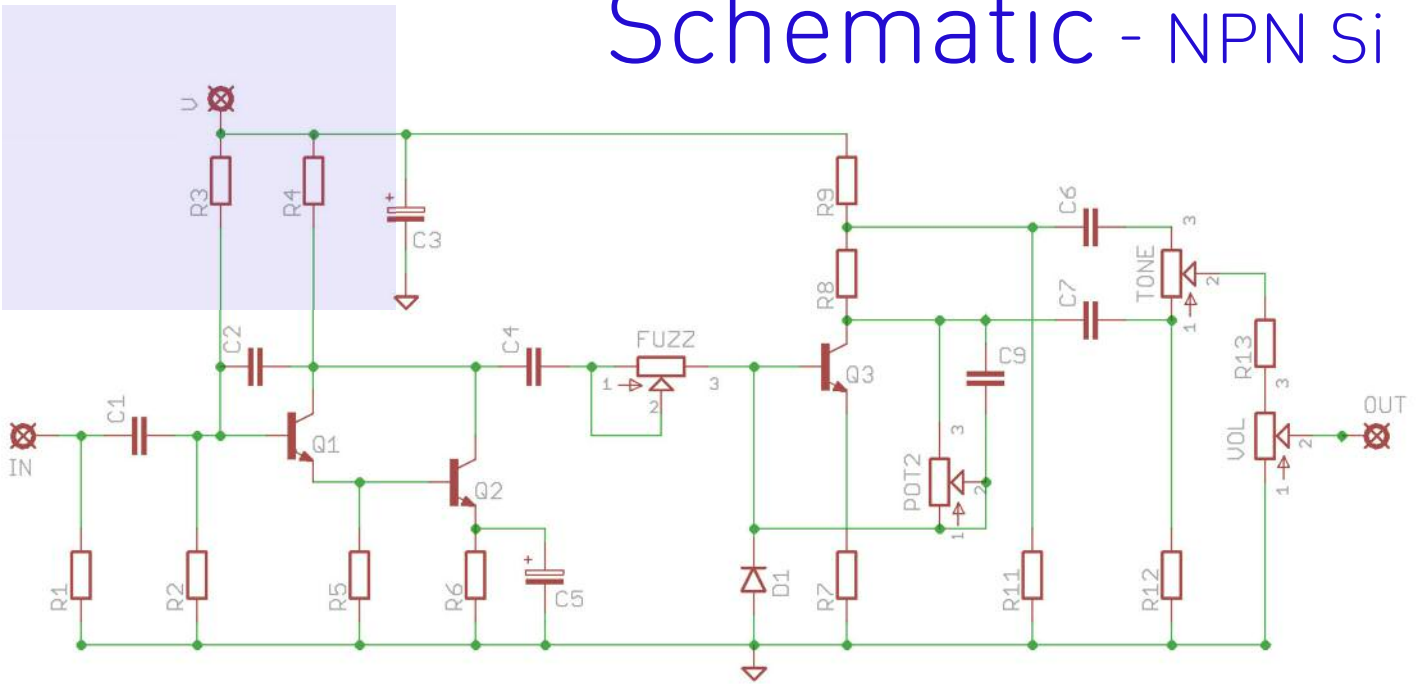 Schematic - NPN Si
V
R3
R4
C3
R9
R8
C6
3
TONE
2
1
C7
C2
C4
FUZZ
1
3
2
Q3
C9
R13
3
VOL
2
1
OUT
C1
IN
Q1
Q2
POT2
3
2
1
R1
R2
R5
R6
C5
D1
R7
R11
R12
+
+